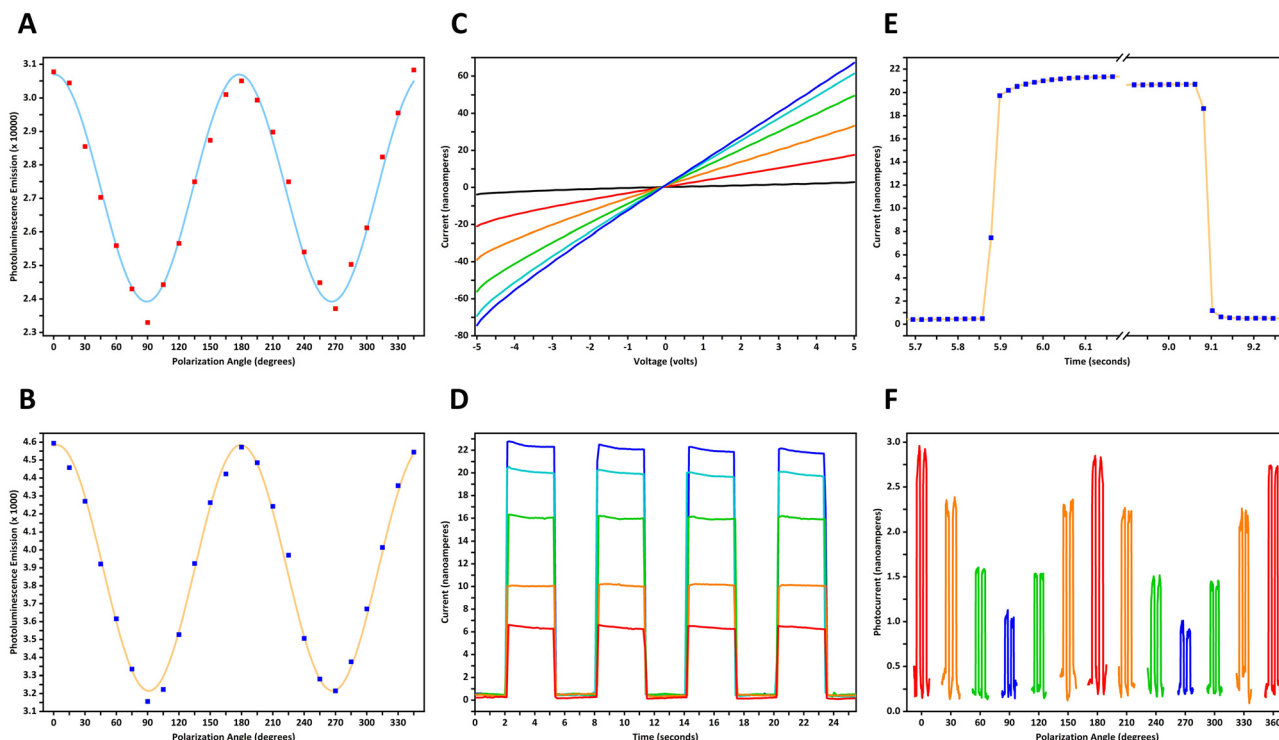 A
3.1
3.0
2.9
2.8
2.7
2.6
2.5
2.4
2.3
Photoluminescence Emission (x 10000)
0 30 60 90 120 150 180 210 240 270 300 330
Polarization Angle (degrees)
B
4.6
4.5
4.4
4.3
4.2
4.1
4.0
3.9
3.8
3.7
3.6
3.5
3.4
3.3
3.2
3.1
Photoluminescence Emission (x 1000)
0 30 60 90 120 150 180 210 240 270 300 330
Polarization Angle (degrees)
C
60
40
20
0
-20
-40
-60
-80
Current (nanoamperes)
-5 -4 -3 -2 -1 0 1 2 3 4 5
Voltage (volts)
D
22
20
18
16
14
12
10
8
6
4
2
0
Current (nanoamperes)
0 2 4 6 8 10 12 14 16 18 20 22 24
Time (seconds)
E
22
20
18
16
14
12
10
8
6
4
2
0
Current (nanoamperes)
5.7 5.8 5.9 6.0 6.1 9.0 9.1 9.2
Time (seconds)
F
3.0
2.5
2.0
1.5
1.0
0.5
0.0
Photocurrent (nanoamperes)
0 30 60 90 120 150 180 210 240 270 300 330 360
Polarization Angle (degrees)